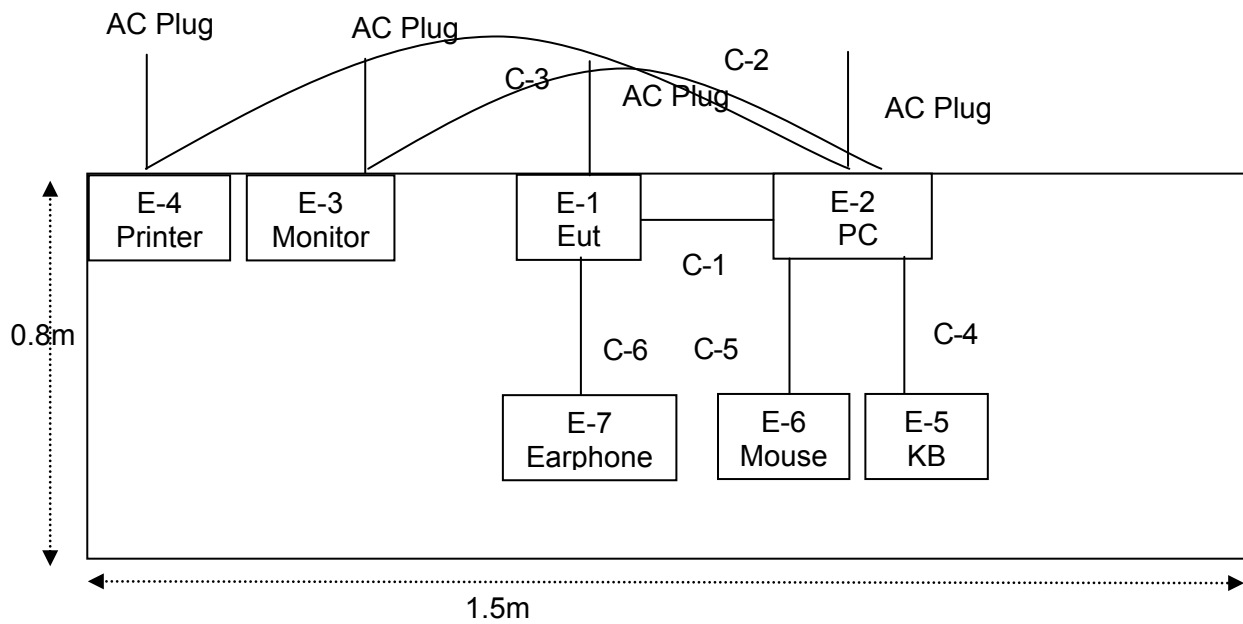 AC Plug
AC Plug
C-2
C-3
AC Plug
AC Plug
E-4
Printer
E-3
Monitor
E-1
Eut
E-2
PC
C-1
0.8m
C-6
C-5
C-4
E-7
Earphone
E-6
Mouse
E-5
KB
1.5m